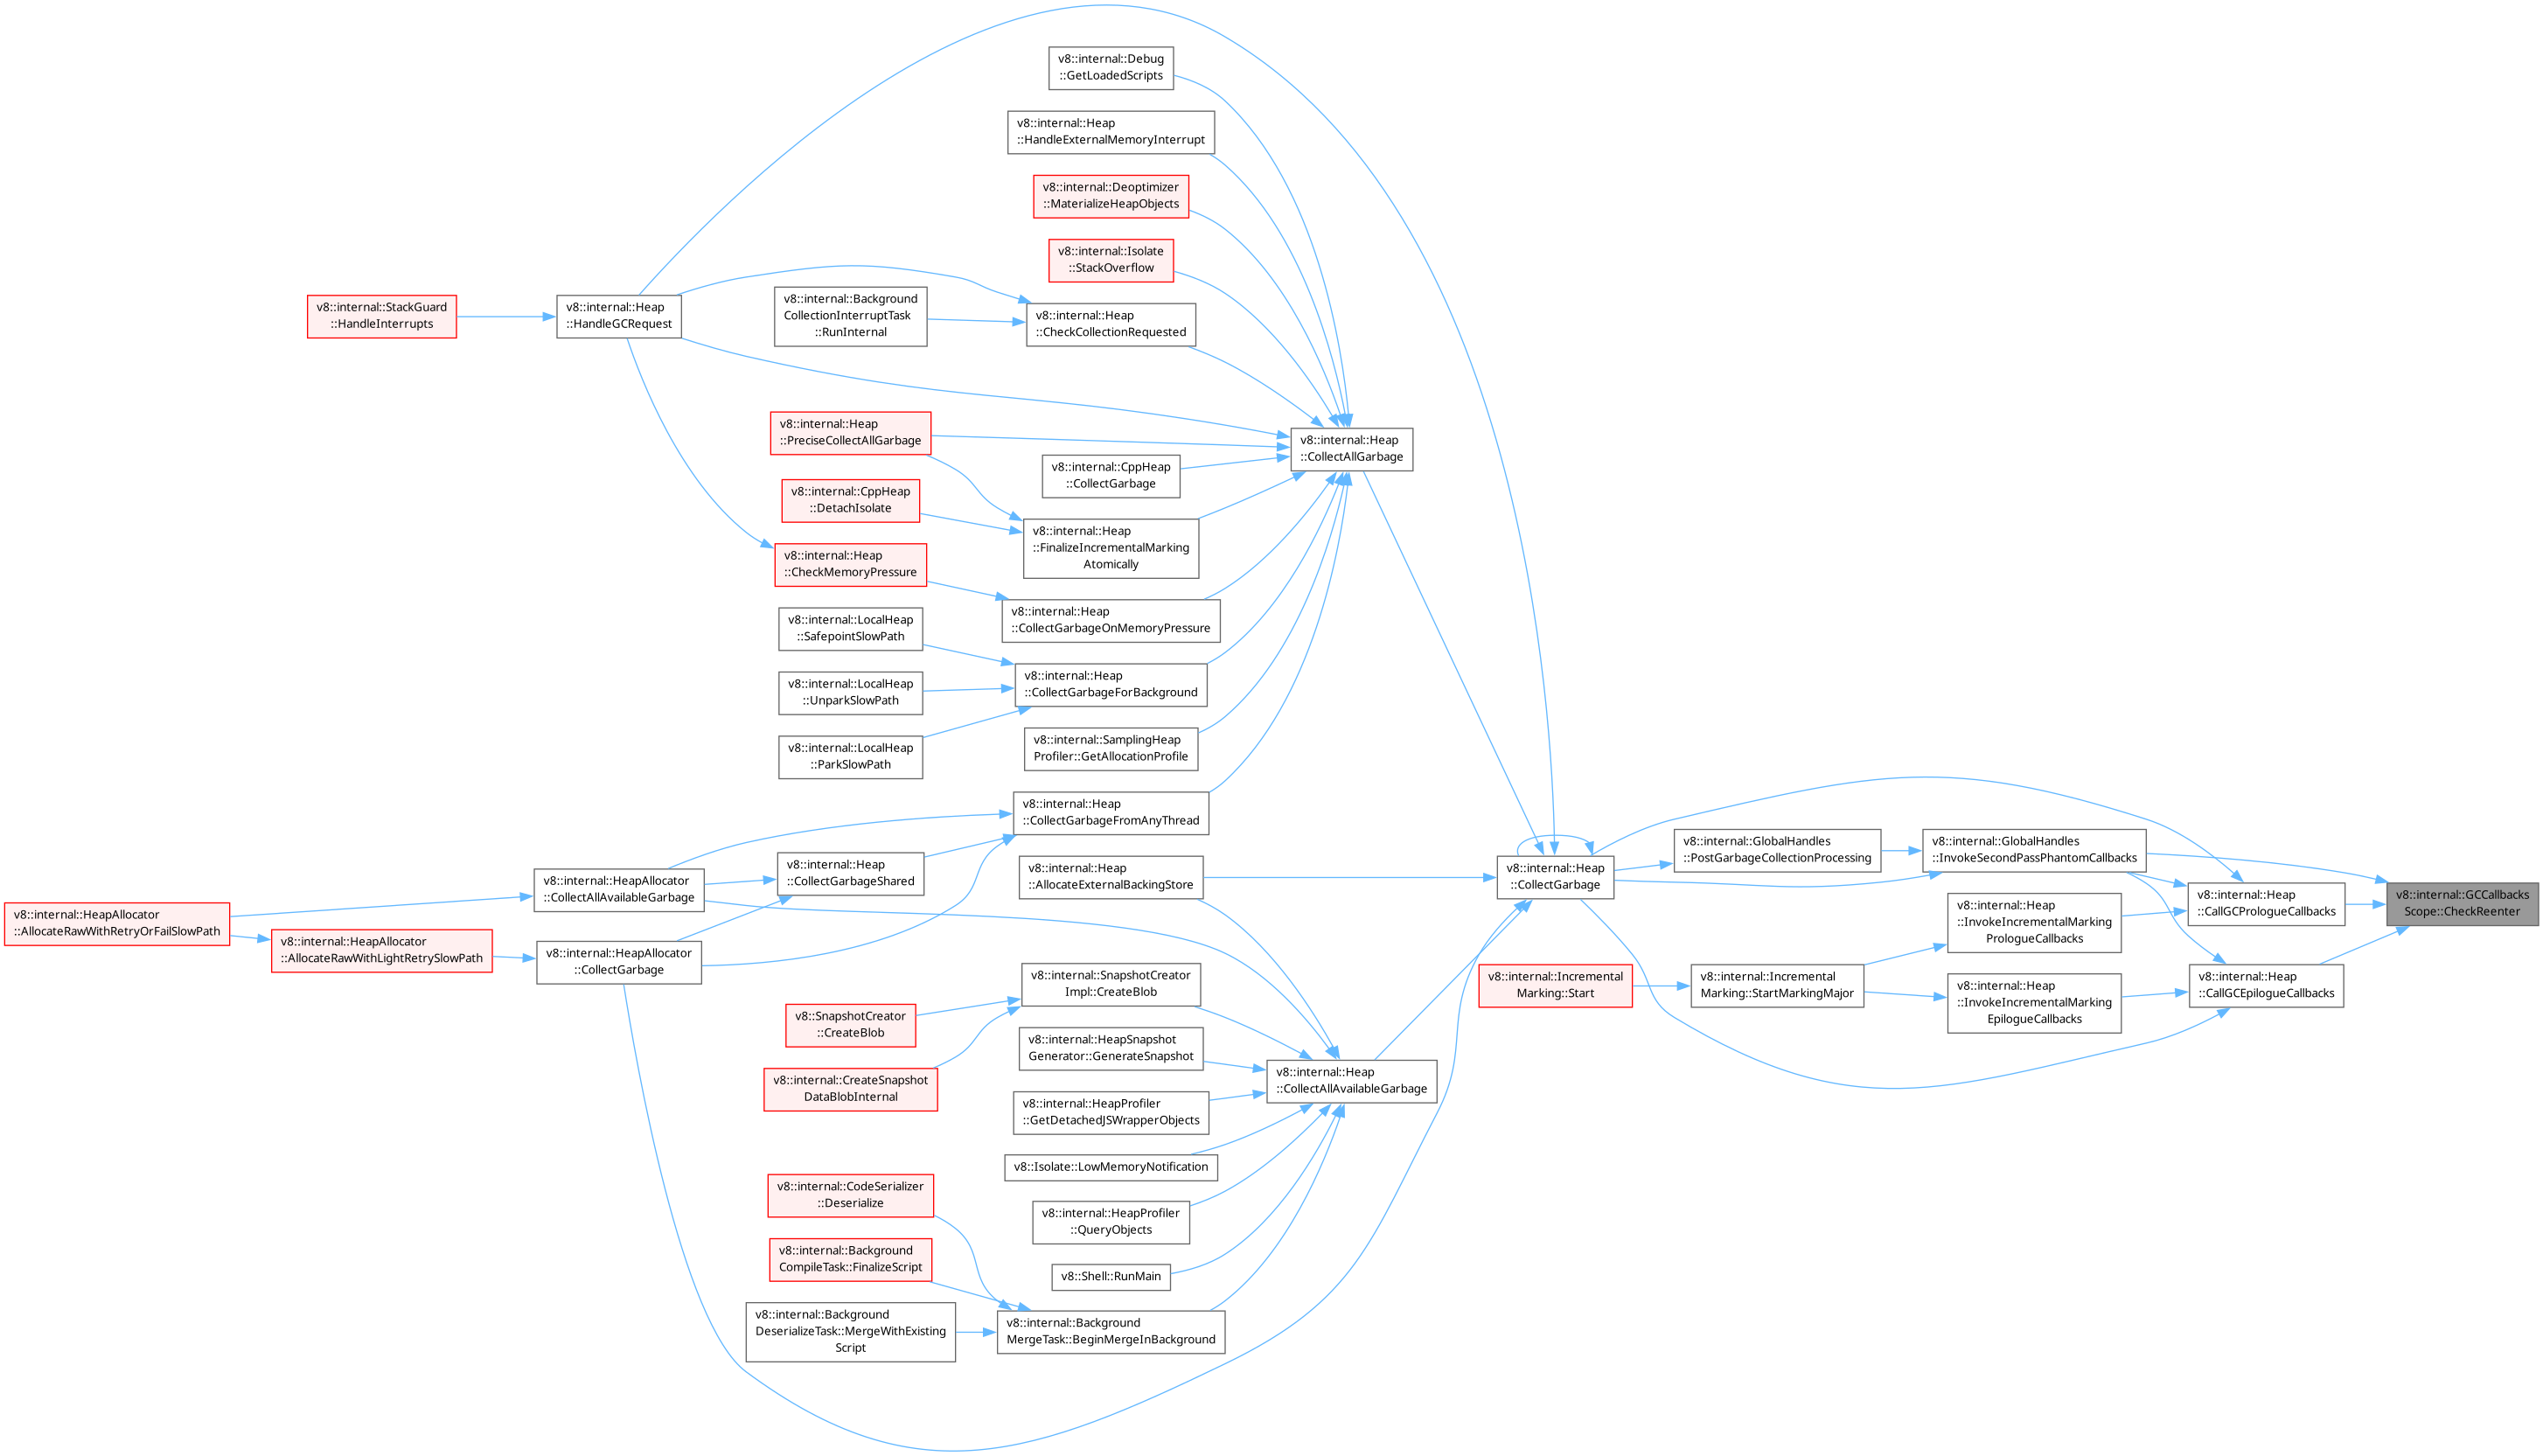 v8::internal::Debug
::GetLoadedScripts
v8::internal::Heap
::HandleExternalMemoryInterrupt
v8::internal::Deoptimizer
::MaterializeHeapObjects
v8::internal::Isolate
::StackOverflow
v8::internal::StackGuard
::HandleInterrupts
v8::internal::Heap
::HandleGCRequest
v8::internal::Background
CollectionInterruptTask
::RunInternal
v8::internal::Heap
::CheckCollectionRequested
v8::internal::Heap
::PreciseCollectAllGarbage
v8::internal::CppHeap
::CollectGarbage
v8::internal::Heap
::CollectAllGarbage
v8::internal::CppHeap
::DetachIsolate
v8::internal::Heap
::FinalizeIncrementalMarking
Atomically
v8::internal::Heap
::CheckMemoryPressure
v8::internal::Heap
::CollectGarbageOnMemoryPressure
v8::internal::LocalHeap
::SafepointSlowPath
v8::internal::LocalHeap
::UnparkSlowPath
v8::internal::Heap
::CollectGarbageForBackground
v8::internal::LocalHeap
::ParkSlowPath
v8::internal::SamplingHeap
Profiler::GetAllocationProfile
v8::internal::Heap
::CollectGarbageFromAnyThread
v8::internal::HeapAllocator
::AllocateRawWithRetryOrFailSlowPath
v8::internal::HeapAllocator
::AllocateRawWithLightRetrySlowPath
v8::internal::HeapAllocator
::CollectAllAvailableGarbage
v8::internal::HeapAllocator
::CollectGarbage
v8::internal::Heap
::CollectGarbageShared
v8::internal::Heap
::AllocateExternalBackingStore
v8::internal::Heap
::CollectGarbage
v8::internal::GlobalHandles
::PostGarbageCollectionProcessing
v8::internal::GlobalHandles
::InvokeSecondPassPhantomCallbacks
v8::internal::Heap
::CallGCPrologueCallbacks
v8::internal::GCCallbacks
Scope::CheckReenter
v8::internal::Heap
::InvokeIncrementalMarking
PrologueCallbacks
v8::internal::Incremental
Marking::Start
v8::internal::Incremental
Marking::StartMarkingMajor
v8::internal::Heap
::InvokeIncrementalMarking
EpilogueCallbacks
v8::internal::Heap
::CallGCEpilogueCallbacks
v8::internal::SnapshotCreator
Impl::CreateBlob
v8::SnapshotCreator
::CreateBlob
v8::internal::HeapSnapshot
Generator::GenerateSnapshot
v8::internal::CreateSnapshot
DataBlobInternal
v8::internal::Heap
::CollectAllAvailableGarbage
v8::internal::HeapProfiler
::GetDetachedJSWrapperObjects
v8::Isolate::LowMemoryNotification
v8::internal::HeapProfiler
::QueryObjects
v8::Shell::RunMain
v8::internal::CodeSerializer
::Deserialize
v8::internal::Background
CompileTask::FinalizeScript
v8::internal::Background
DeserializeTask::MergeWithExisting
Script
v8::internal::Background
MergeTask::BeginMergeInBackground